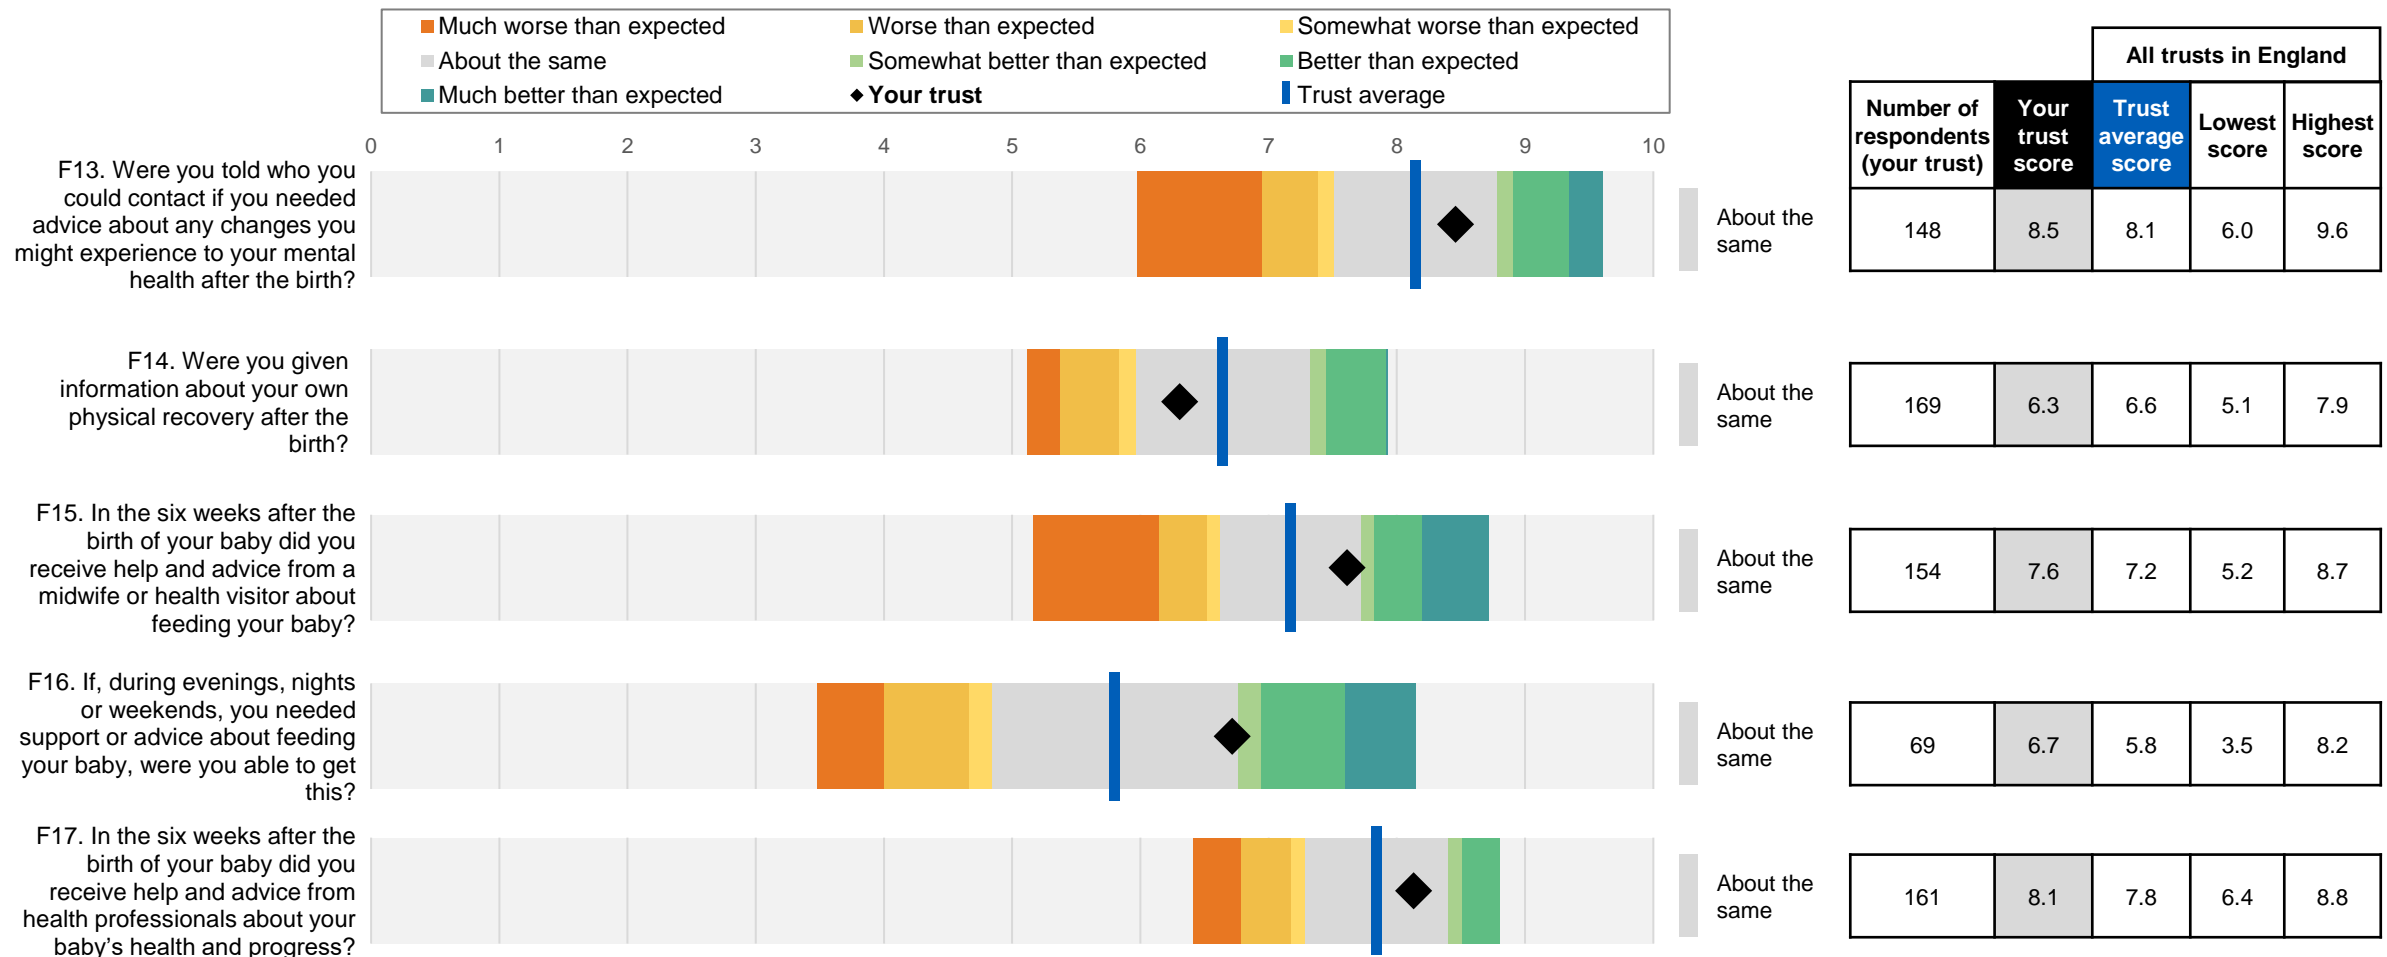 Much worse than expected
Worse than expected
Somewhat worse than expected
About the same
Somewhat better than expected
Better than expected
Much better than expected
Your trust
Trust average
All trusts in England
Number of respondents (your trust)
Your trust score
Trust average score
Lowest score
Highest score
0 1 2 3 4 5 6 7 8 9 10
F13. Were you told who you
could contact if you needed
advice about any changes you
might experience to your mental
health after the birth?
About the
same
148 8.5 8.1 6.0 9.6
F14. Were you given
information about your own
physical recovery after the
birth?
About the
same
169 6.3 6.6 5.1 7.9
F15. In the six weeks after the
birth of your baby did you
receive help and advice from a
midwife or health visitor about
feeding your baby?
About the
same
154 7.6 7.2 5.2 8.7
F16. If, during evenings, nights
or weekends, you needed
support or advice about feeding
your baby, were you able to get
this?
About the
same
69 6.7 5.8 3.5 8.2
F17. In the six weeks after the
birth of your baby did you
receive help and advice from
health professionals about your
baby’s health and progress?
About the
same
161 8.1 7.8 6.4 8.8